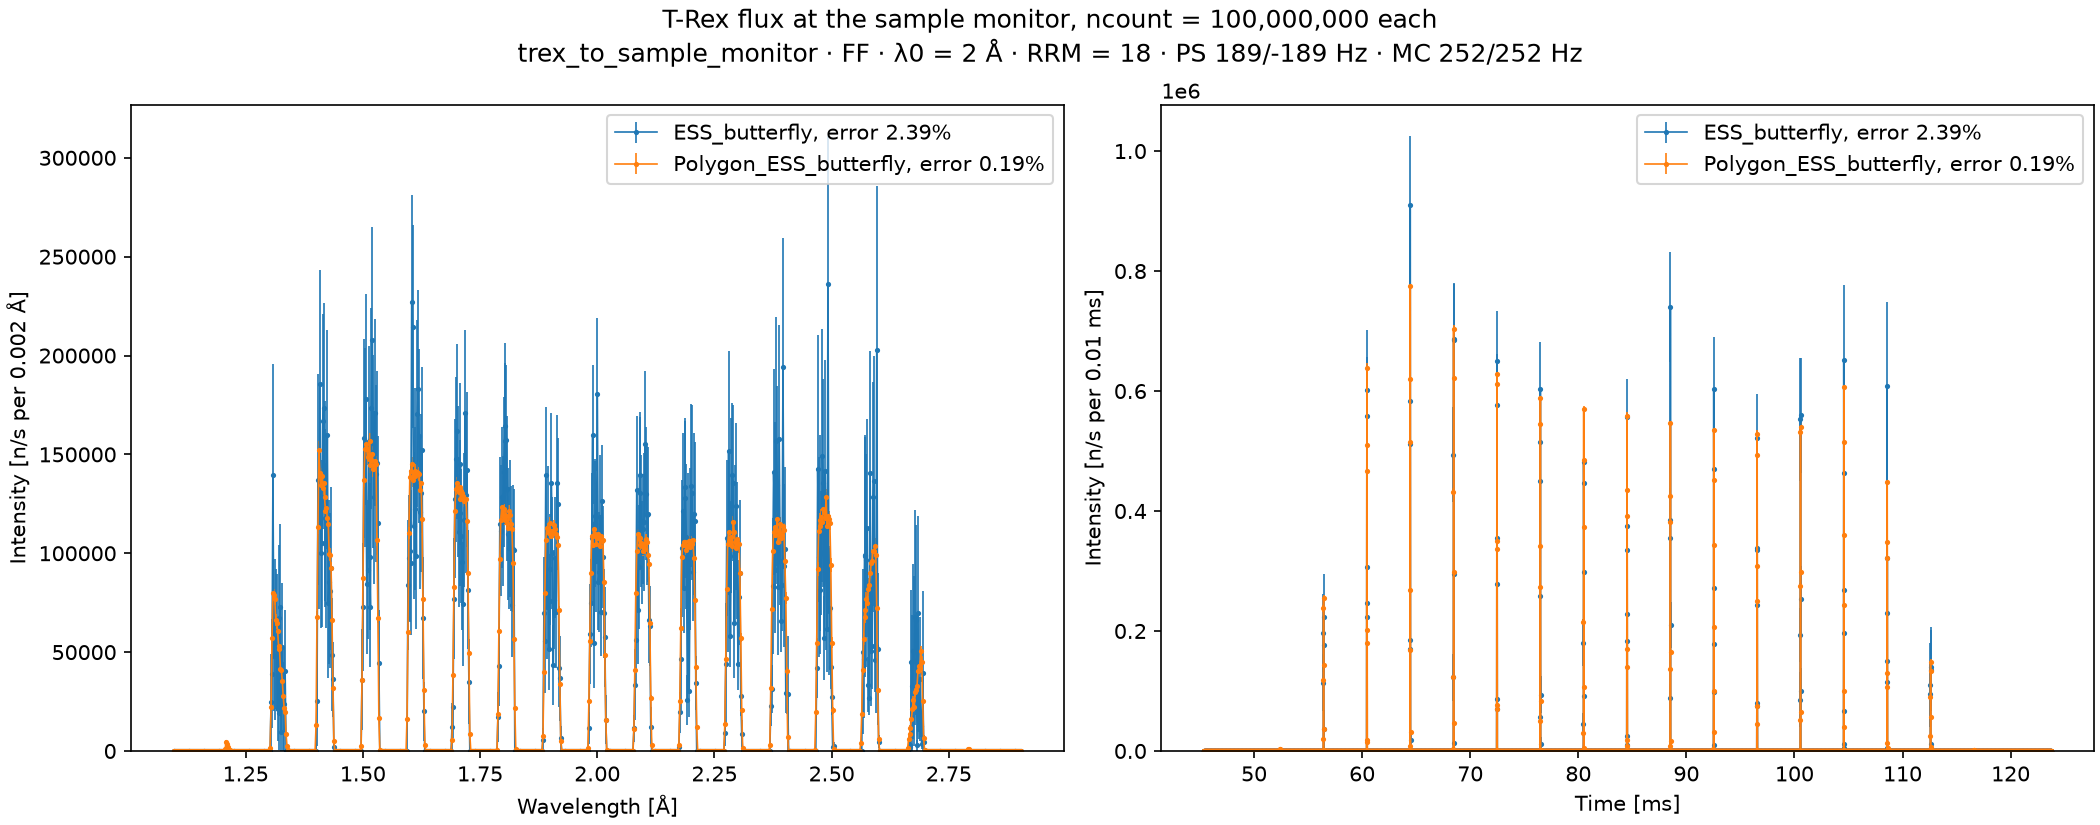 T-Rex flux at the sample monitor, ncount = 100,000,000 each
trex_to_sample_monitor · FF · λ0 = 2 Å · RRM = 18 · PS 189/-189 Hz · MC 252/252 Hz
ESS_butterfly, error 2.39%
Polygon_ESS_butterfly, error 0.19%
Intensity [n/s per 0.002 Å]
300000
250000
200000
150000
100000
50000
0
1.25
1.50
1.75
2.00
2.25
2.50
2.75
Wavelength [Å]
1e6
ESS_butterfly, error 2.39%
Polygon_ESS_butterfly, error 0.19%
Intensity [n/s per 0.01 ms]
1.0
0.8
0.6
0.4
0.2
0.0
50
60
70
80
90
100
110
120
Time [ms]